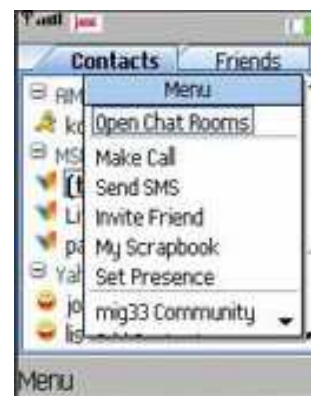 Contacts Friends
Menu
Open Chat Rooms
Make Call
Send SMS
Invite Friend
My Scrapbook
Set Presence
mig33 Community
Menu